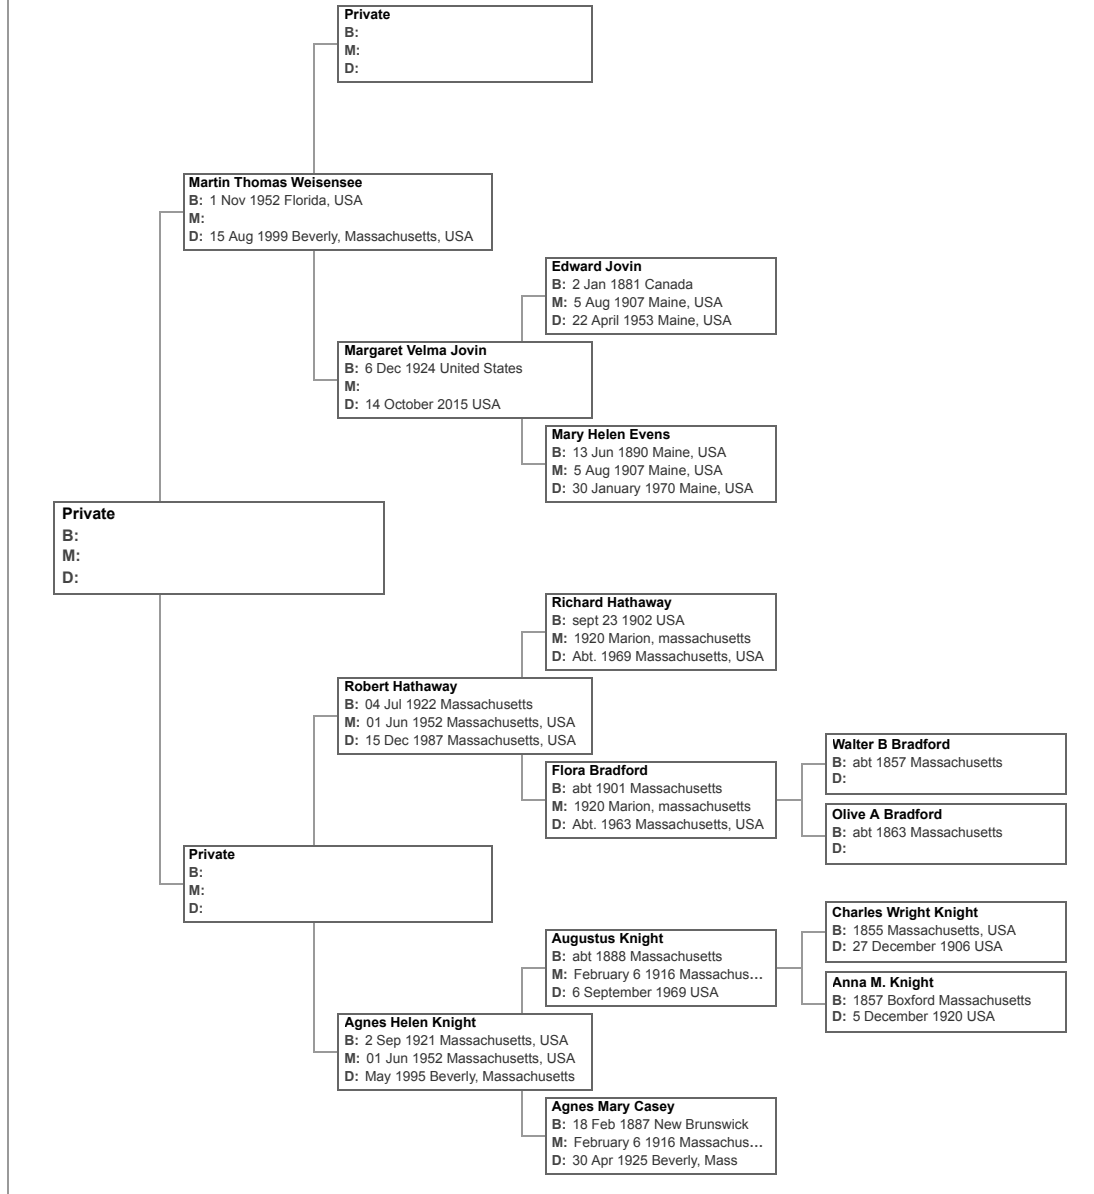 Private
B:
M:
D:
Martin Thomas Weisensee
B: 1 Nov 1952 Florida, USA
M:
D: 15 Aug 1999 Beverly, Massachusetts, USA
Edward Jovin
B: 2 Jan 1881 Canada
M: 5 Aug 1907 Maine, USA
D: 22 April 1953 Maine, USA
Margaret Velma Jovin
B: 6 Dec 1924 United States
M:
D: 14 October 2015 USA
Mary Helen Evens
B: 13 Jun 1890 Maine, USA
M: 5 Aug 1907 Maine, USA
D: 30 January 1970 Maine, USA
Private
B:
M:
D:
Richard Hathaway
B: sept 23 1902 USA
M: 1920 Marion, massachusetts
D: Abt. 1969 Massachusetts, USA
Robert Hathaway
B: 04 Jul 1922 Massachusetts
M: 01 Jun 1952 Massachusetts, USA
D: 15 Dec 1987 Massachusetts, USA
Flora Bradford
B: abt 1901 Massachusetts
M: 1920 Marion, massachusetts
D: Abt. 1963 Massachusetts, USA
Walter B Bradford
B: abt 1857 Massachusetts
D:
Olive A Bradford
B: abt 1863 Massachusetts
D:
Private
B:
M:
D:
Augustus Knight
B: abt 1888 Massachusetts
M: February 6 1916 Massachus...
D: 6 September 1969 USA
Charles Wright Knight
B: 1855 Massachusetts, USA
D: 27 December 1906 USA
Anna M. Knight
B: 1857 Boxford Massachusetts
D: 5 December 1920 USA
Agnes Helen Knight
B: 2 Sep 1921 Massachusetts, USA
M: 01 Jun 1952 Massachusetts, USA
D: May 1995 Beverly, Massachusetts
Agnes Mary Casey
B: 18 Feb 1887 New Brunswick
M: February 6 1916 Massachus...
D: 30 Apr 1925 Beverly, Mass